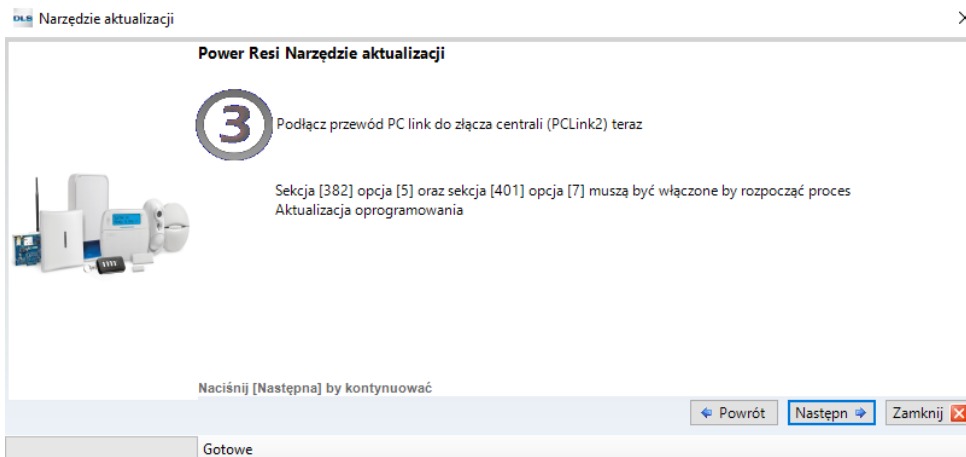 DLS Narzędzie aktualizacji
Power Resi Narzędzie aktualizacji
3 Podłącz przewód PC link do złącza centrali (PCLink2) teraz
Sekcja [382] opcja [5] oraz sekcja [401] opcja [7] muszą być włączone by rozpocząć proces
Aktualizacja oprogramowania
Naciśnij [Następna] by kontynuować
Powrót Następn Zamknij
Gotowe